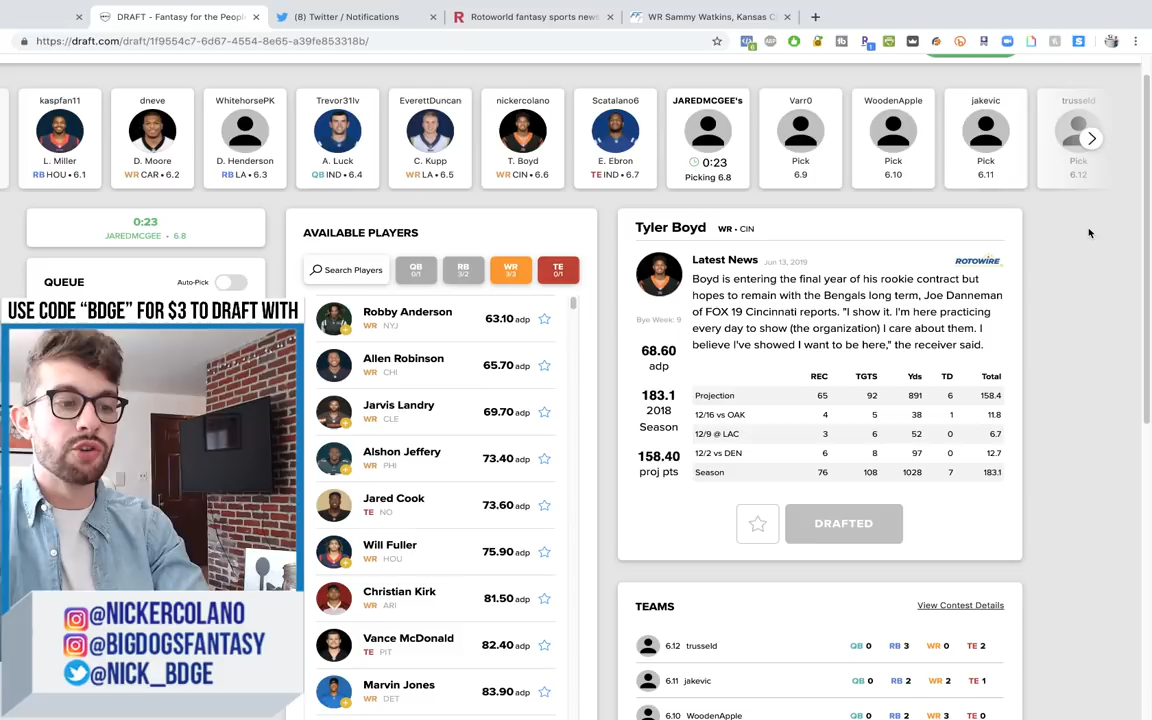 DRAFT - Fantasy for the People
(8) Twitter / Notifications
Rotoworld fantasy sports news
WR Sammy Watkins, Kansas C
https://draft.com/draft/1f9554c7-6d67-4554-8e65-a39fe853318b/
kaspfan11
dneve
WhitehorsePK
Trevor31lv
EverettDuncan
nickercolano
Scatalano6
JAREDMCGEE's
Varr0
WoodenApple
jakevic
trusseld
L. Miller
D. Moore
D. Henderson
A. Luck
C. Kupp
T. Boyd
E. Ebron
0:23
Pick
Pick
Pick
Pick
RB HOU • 6.1
WR CAR • 6.2
RB LA • 6.3
QB IND • 6.4
WR LA • 6.5
WR CIN • 6.6
TE IND • 6.7
Picking 6.8
6.9
6.10
6.11
6.12
0:23
JAREDMCGEE • 6.8
QUEUE
Auto-Pick
AVAILABLE PLAYERS
Search Players
QB
0/1
RB
3/2
WR
3/3
TE
0/1
Robby Anderson
WR NYJ
63.10 adp
Allen Robinson
WR CHI
65.70 adp
Jarvis Landry
WR CLE
69.70 adp
Alshon Jeffery
WR PHI
73.40 adp
Jared Cook
TE NO
73.60 adp
Will Fuller
WR HOU
75.90 adp
Christian Kirk
WR ARI
81.50 adp
Vance McDonald
TE PIT
82.40 adp
Marvin Jones
WR DET
83.90 adp
Tyler Boyd WR • CIN
Latest News Jun 13, 2019
ROTOWIRE
Boyd is entering the final year of his rookie contract but
hopes to remain with the Bengals long term, Joe Danneman
of FOX 19 Cincinnati reports. "I show it. I'm here practicing
every day to show (the organization) I care about them. I
believe I've showed I want to be here," the receiver said.
Bye Week: 9
68.60
adp
183.1
2018
Season
158.40
proj pts
REC TGTS Yds TD Total
Projection 65 92 891 6 158.4
12/16 vs OAK 4 5 38 1 11.8
12/9 @ LAC 3 6 52 0 6.7
12/2 vs DEN 6 8 97 0 12.7
Season 76 108 1028 7 183.1
DRAFTED
TEAMS
View Contest Details
6.12 trusseld QB 0 RB 3 WR 0 TE 2
6.11 jakevic QB 0 RB 2 WR 2 TE 1
6.10 WoodenApple QB 0 RB 2 WR 3 TE 0
USE CODE "BDGE" FOR $3 TO DRAFT WITH
@NICKERCOLANO
@BIGDOGSFANTASY
@NICK_BDGE